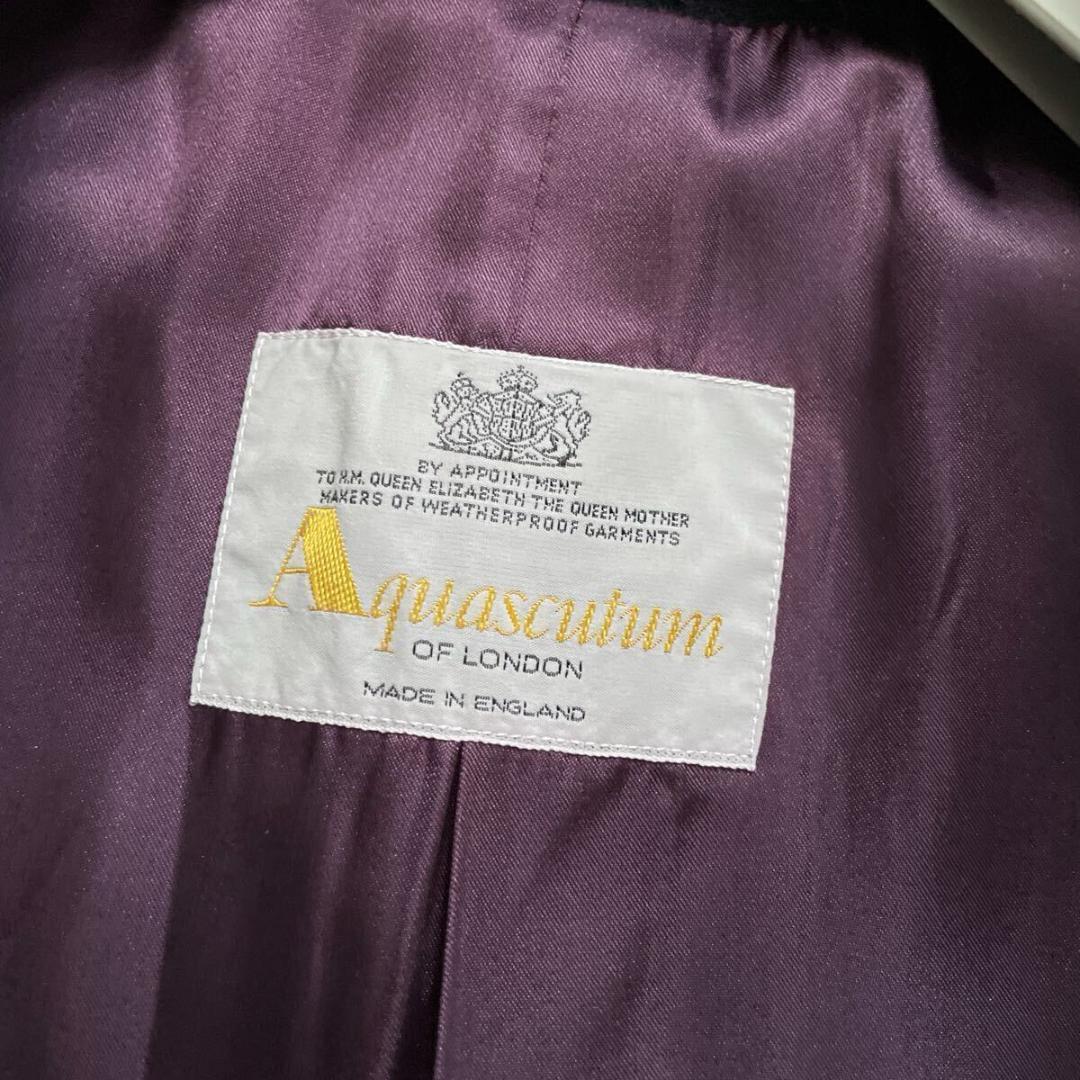 BY APPOINTMENT
TO H.M. QUEEN ELIZABETH THE QUEEN MOTHER
MAKERS OF WEATHERPROOF GARMENTS
Aquascutum
OF LONDON
MADE IN ENGLAND